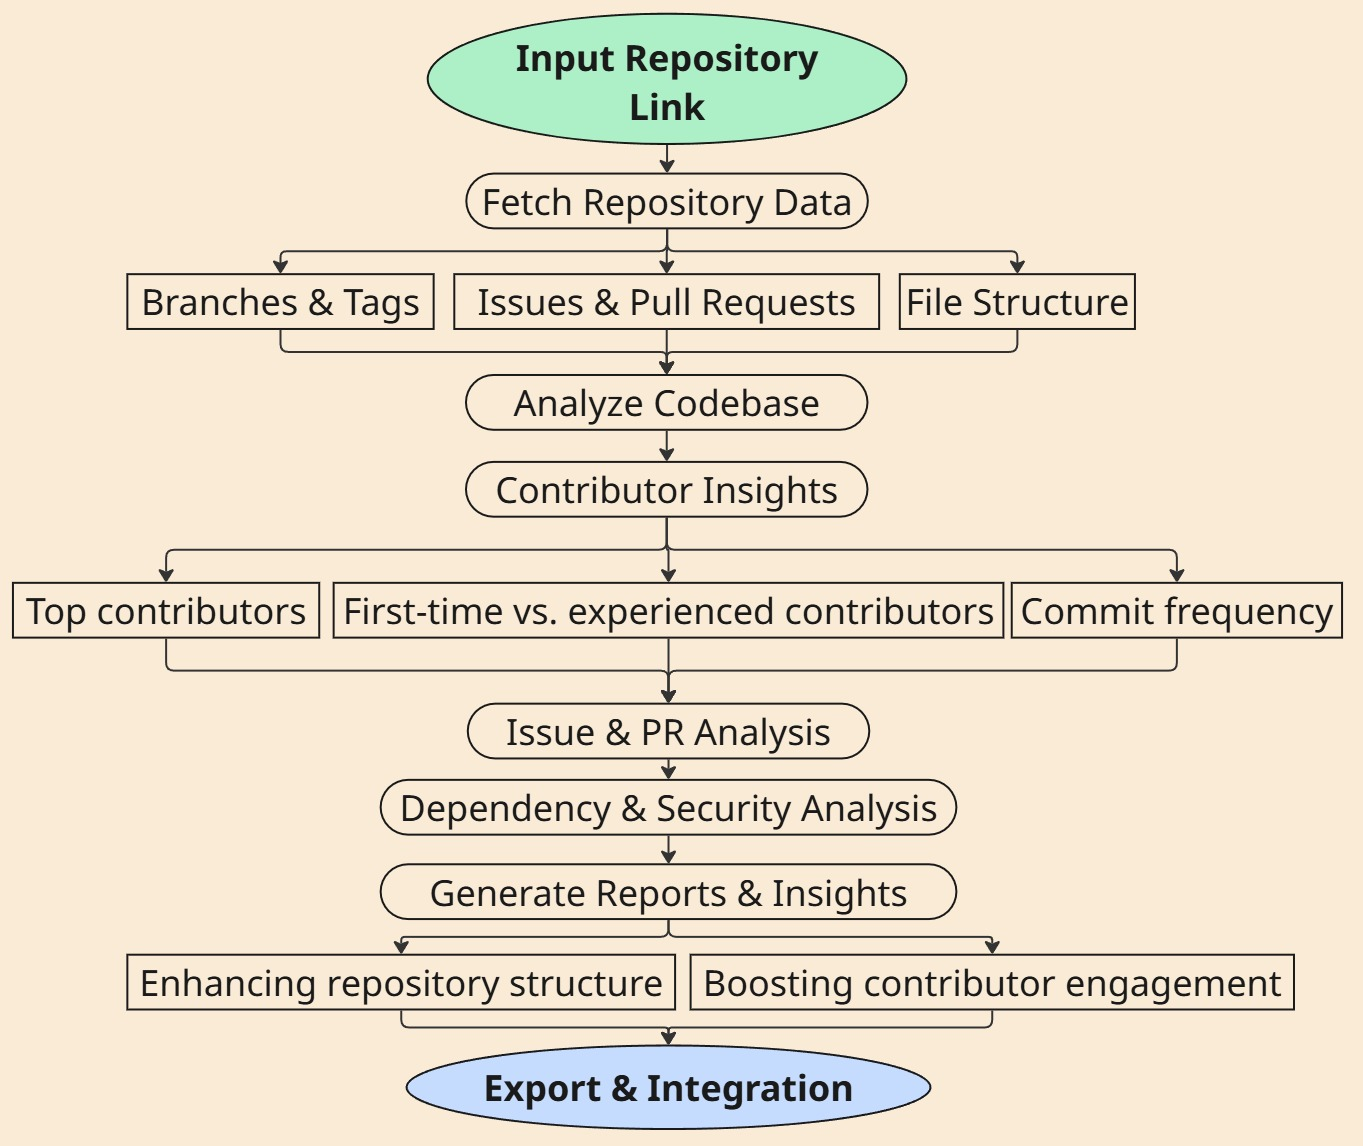 Input Repository
Link
Fetch Repository Data
Branches & Tags
Issues & Pull Requests
File Structure
Analyze Codebase
Contributor Insights
Top contributors
First-time vs. experienced contributors
Commit frequency
Issue & PR Analysis
Dependency & Security Analysis
Generate Reports & Insights
Enhancing repository structure
Boosting contributor engagement
Export & Integration